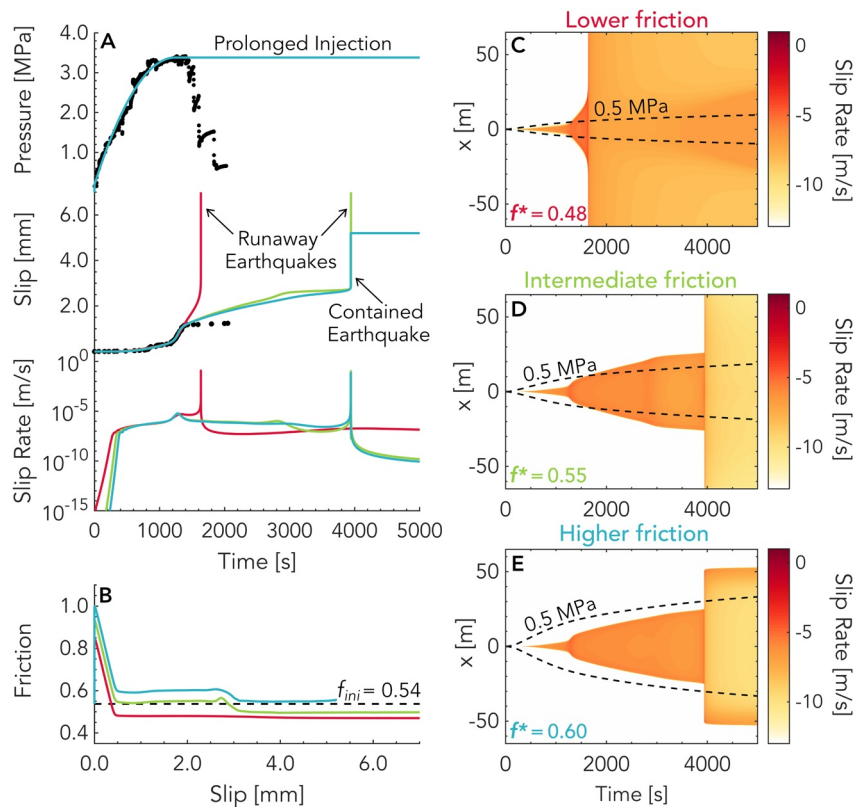 A
Prolonged Injection
Pressure [MPa]
4.0
3.0
2.0
1.0
Slip [mm]
6.0
4.0
2.0
Runaway
Earthquakes
Contained
Earthquake
Slip Rate [m/s]
10⁰
10⁻⁵
10⁻¹⁰
10⁻¹⁵
0 1000 2000 3000 4000 5000
Time [s]
B
Friction
1.0
0.8
0.6
0.4
f_ini = 0.54
0.0 2.0 4.0 6.0
Slip [mm]
Lower friction
C
x [m]
50
0
-50
0.5 MPa
f* = 0.48
0 2000 4000
0
-5
-10
Slip Rate [m/s]
Intermediate friction
D
x [m]
50
0
-50
0.5 MPa
f* = 0.55
0 2000 4000
0
-5
-10
Slip Rate [m/s]
Higher friction
E
x [m]
50
0
-50
0.5 MPa
f* = 0.60
0 2000 4000
Time [s]
0
-5
-10
Slip Rate [m/s]